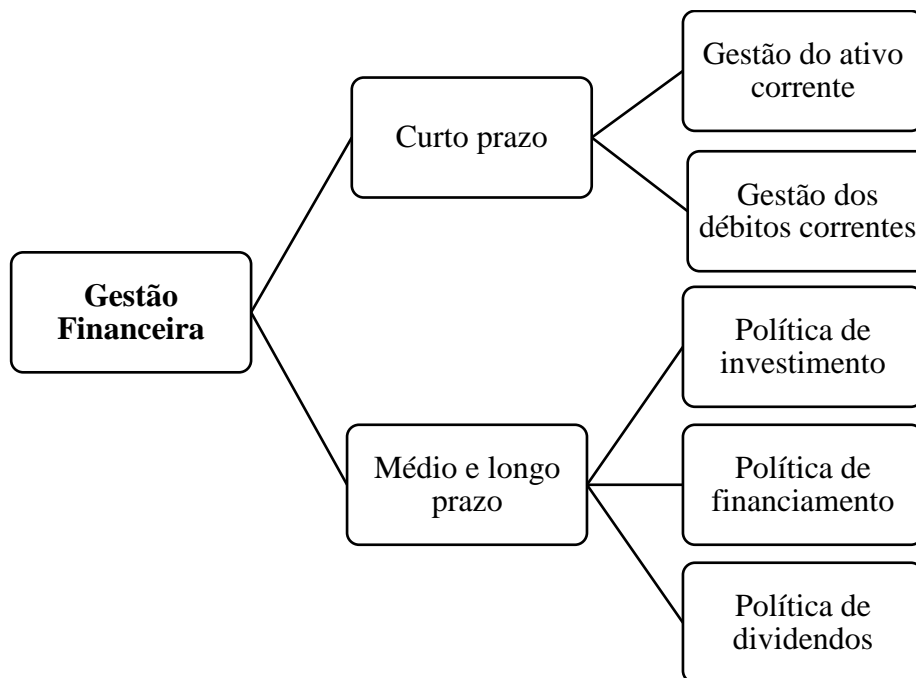 Gestão
Financeira
Curto prazo
Gestão do ativo
corrente
Gestão dos
débitos correntes
Médio e longo
prazo
Política de
investimento
Política de
financiamento
Política de
dividendos